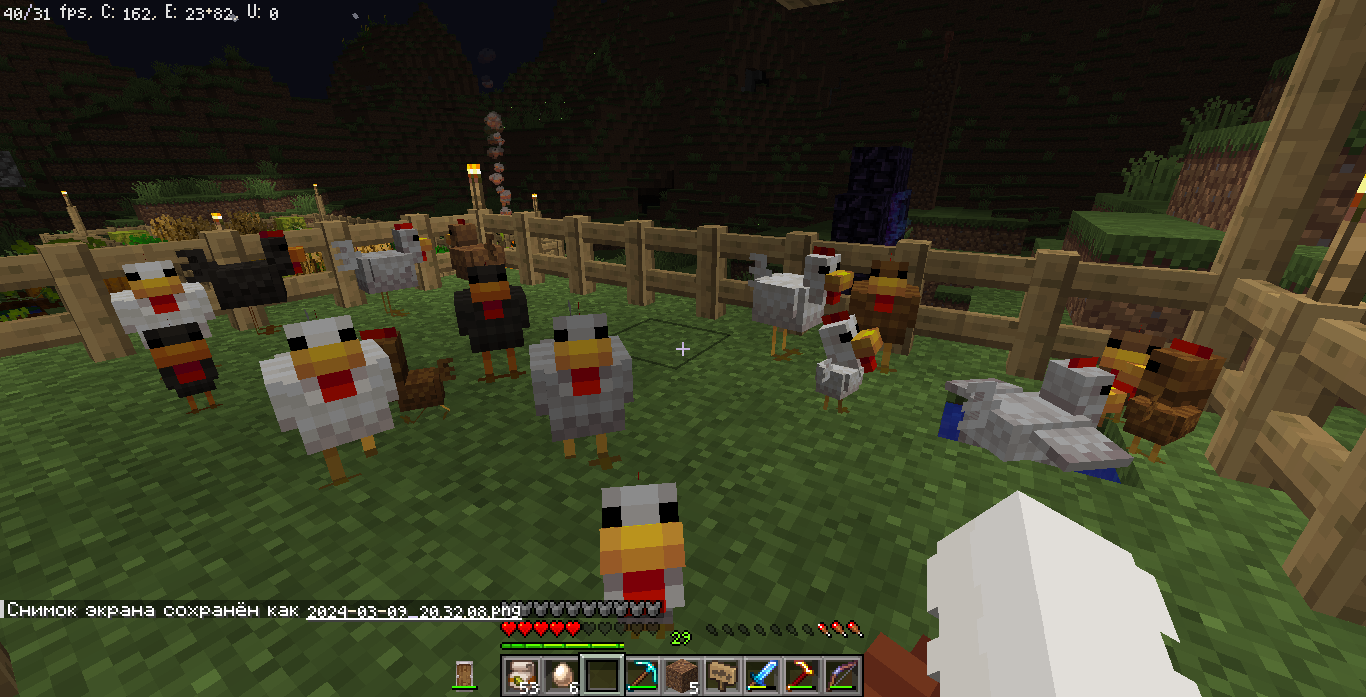 40/31 fps, C: 162, E: 23+82, U: 0
Снимок экрана сохранён как 2024-03-09_20.32.08.png
29
53 6 5